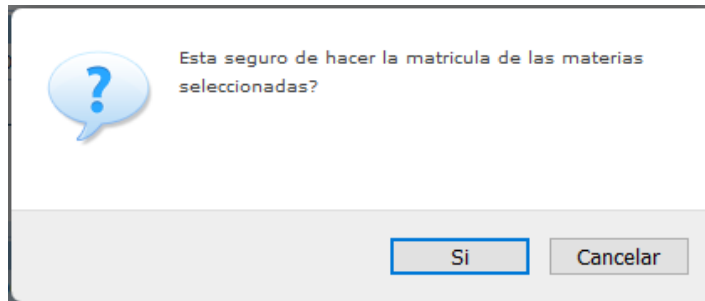 Esta seguro de hacer la matricula de las materias
seleccionadas?
Si
Cancelar